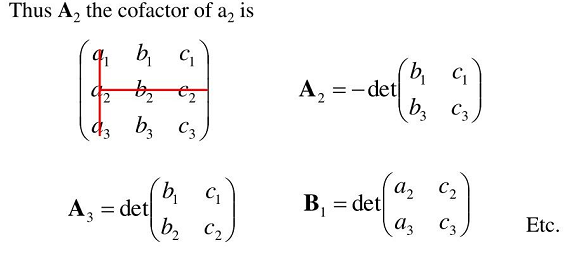 Thus A₂ the cofactor of a₂ is
( a₁ b₁ c₁
a₂ b₂ c₂
a₃ b₃ c₃ )
A₂ = −det( b₁ c₁
b₃ c₃ )
A₃ = det( b₁ c₁
b₂ c₂ )
B₁ = det( a₂ c₂
a₃ c₃ )
Etc.